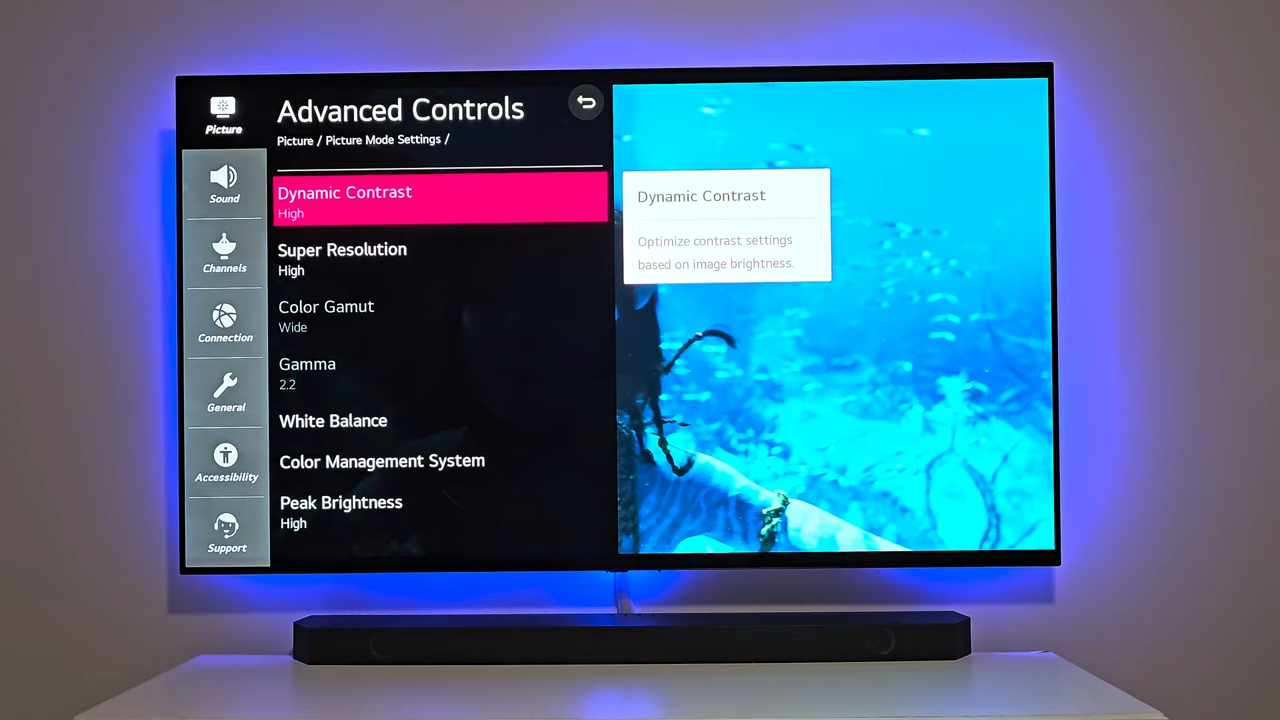 Picture
Sound
Channels
Connection
General
Accessibility
Support
Advanced Controls
Picture / Picture Mode Settings /
Dynamic Contrast
High
Super Resolution
High
Color Gamut
Wide
Gamma
2.2
White Balance
Color Management System
Peak Brightness
High
Dynamic Contrast
Optimize contrast settings
based on image brightness.